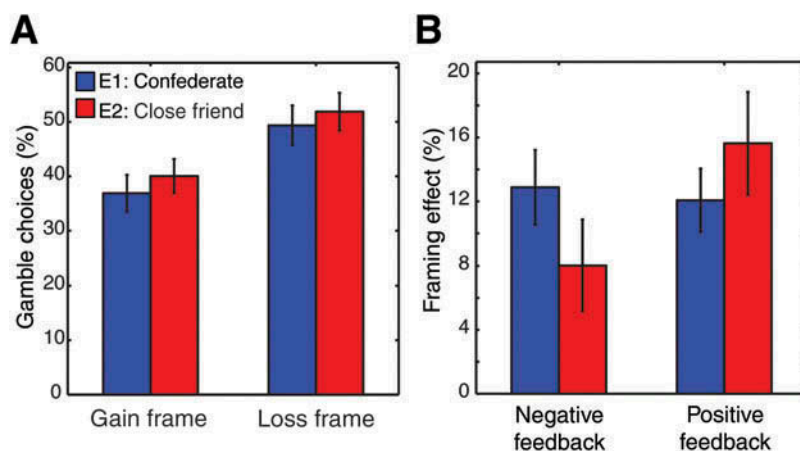 A
Gamble choices (%)
60
50
40
30
20
10
0
E1: Confederate
E2: Close friend
Gain frame
Loss frame
B
Framing effect (%)
20
16
12
8
4
0
Negative
feedback
Positive
feedback